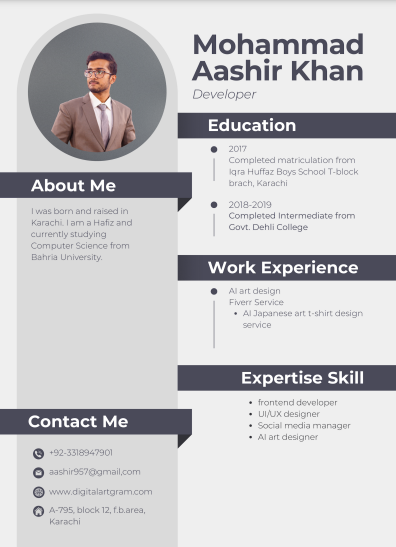 Mohammad
Aashir Khan
Developer
About Me
I was born and raised in
Karachi. I am a Hafiz and
currently studying
Computer Science from
Bahria University.
Contact Me
+92-3318947901
aashir957@gmail,com
www.digitalartgram.com
A-795, block 12, f.b.area,
Karachi
Education
2017
Completed matriculation from
Iqra Huffaz Boys School T-block
brach, Karachi
2018-2019
Completed Intermediate from
Govt. Dehli College
Work Experience
AI art design
Fiverr Service
• AI Japanese art t-shirt design
service
Expertise Skill
• frontend developer
• UI/UX designer
• Social media manager
• AI art designer